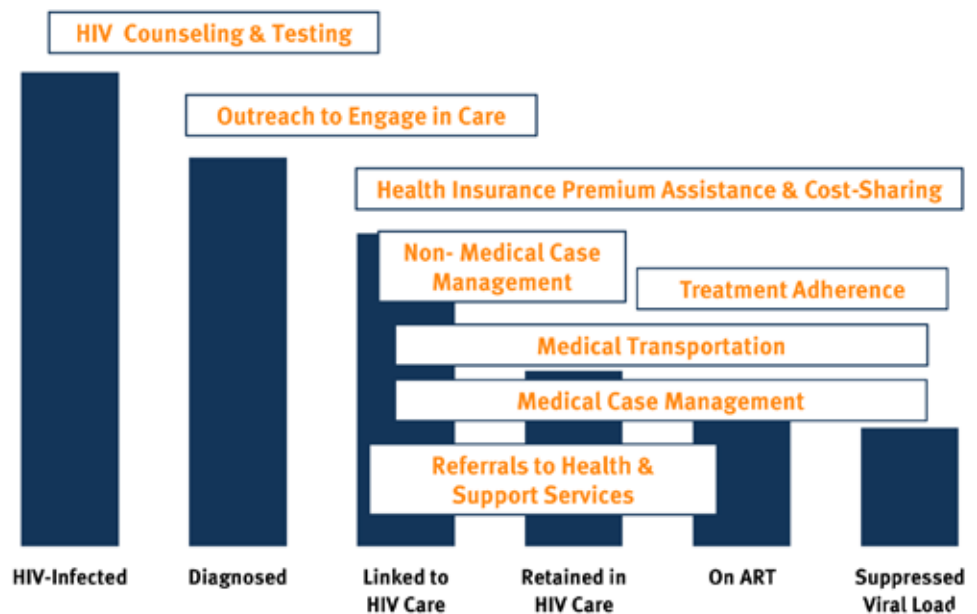 HIV Counseling & Testing
Outreach to Engage in Care
Health Insurance Premium Assistance & Cost-Sharing
Non- Medical Case
Management
Treatment Adherence
Medical Transportation
Medical Case Management
Referrals to Health &
Support Services
HIV-Infected
Diagnosed
Linked to
HIV Care
Retained in
HIV Care
On ART
Suppressed
Viral Load